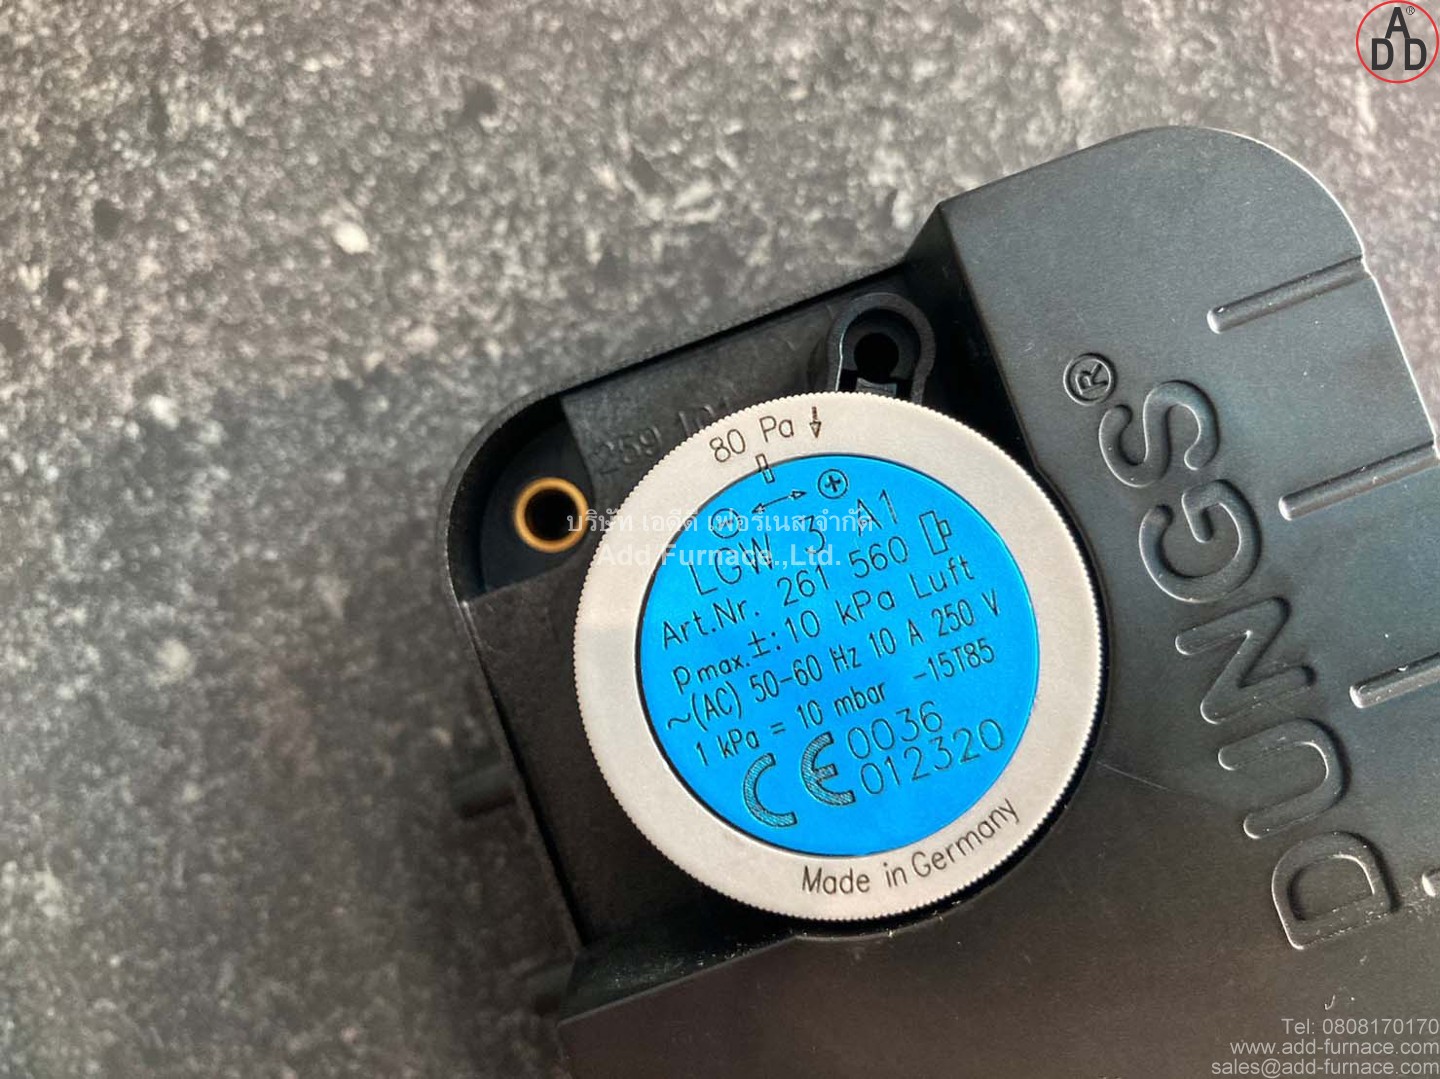 ADD®
DUNGS®
80 Pa
LGW 3 A1
Art.Nr. 261 560
pmax.±: 10 kPa Luft
~(AC) 50-60 Hz 10 A 250 V
1 kPa = 10 mbar -15T85
CE 0036
012320
Made in Germany
บริษัท เอดีดี เฟอร์เนส จำกัด
Add Furnace.,Ltd.
Tel: 0808170170
www.add-furnace.com
sales@add-furnace.com